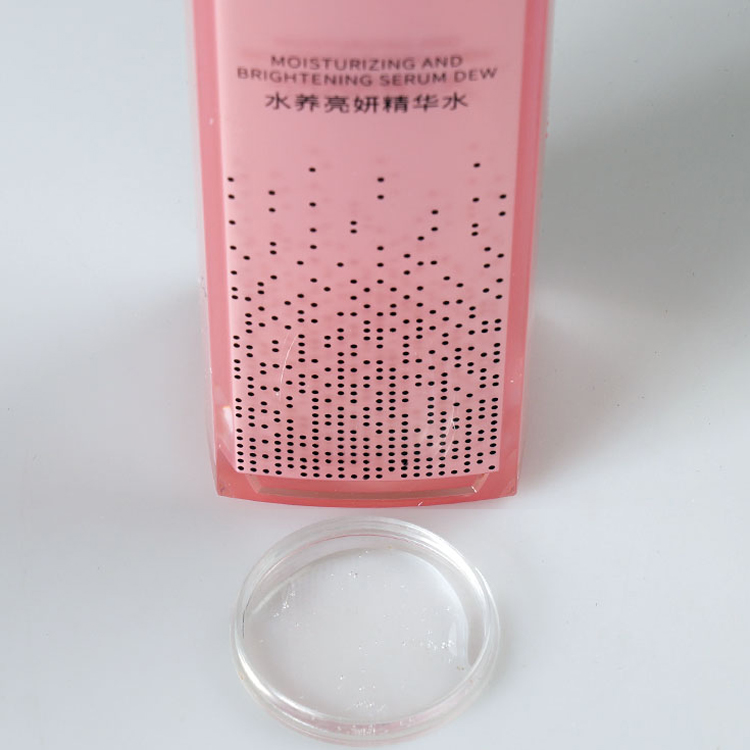 MOISTURIZING AND
BRIGHTENING SERUM DEW
水养亮妍精华水